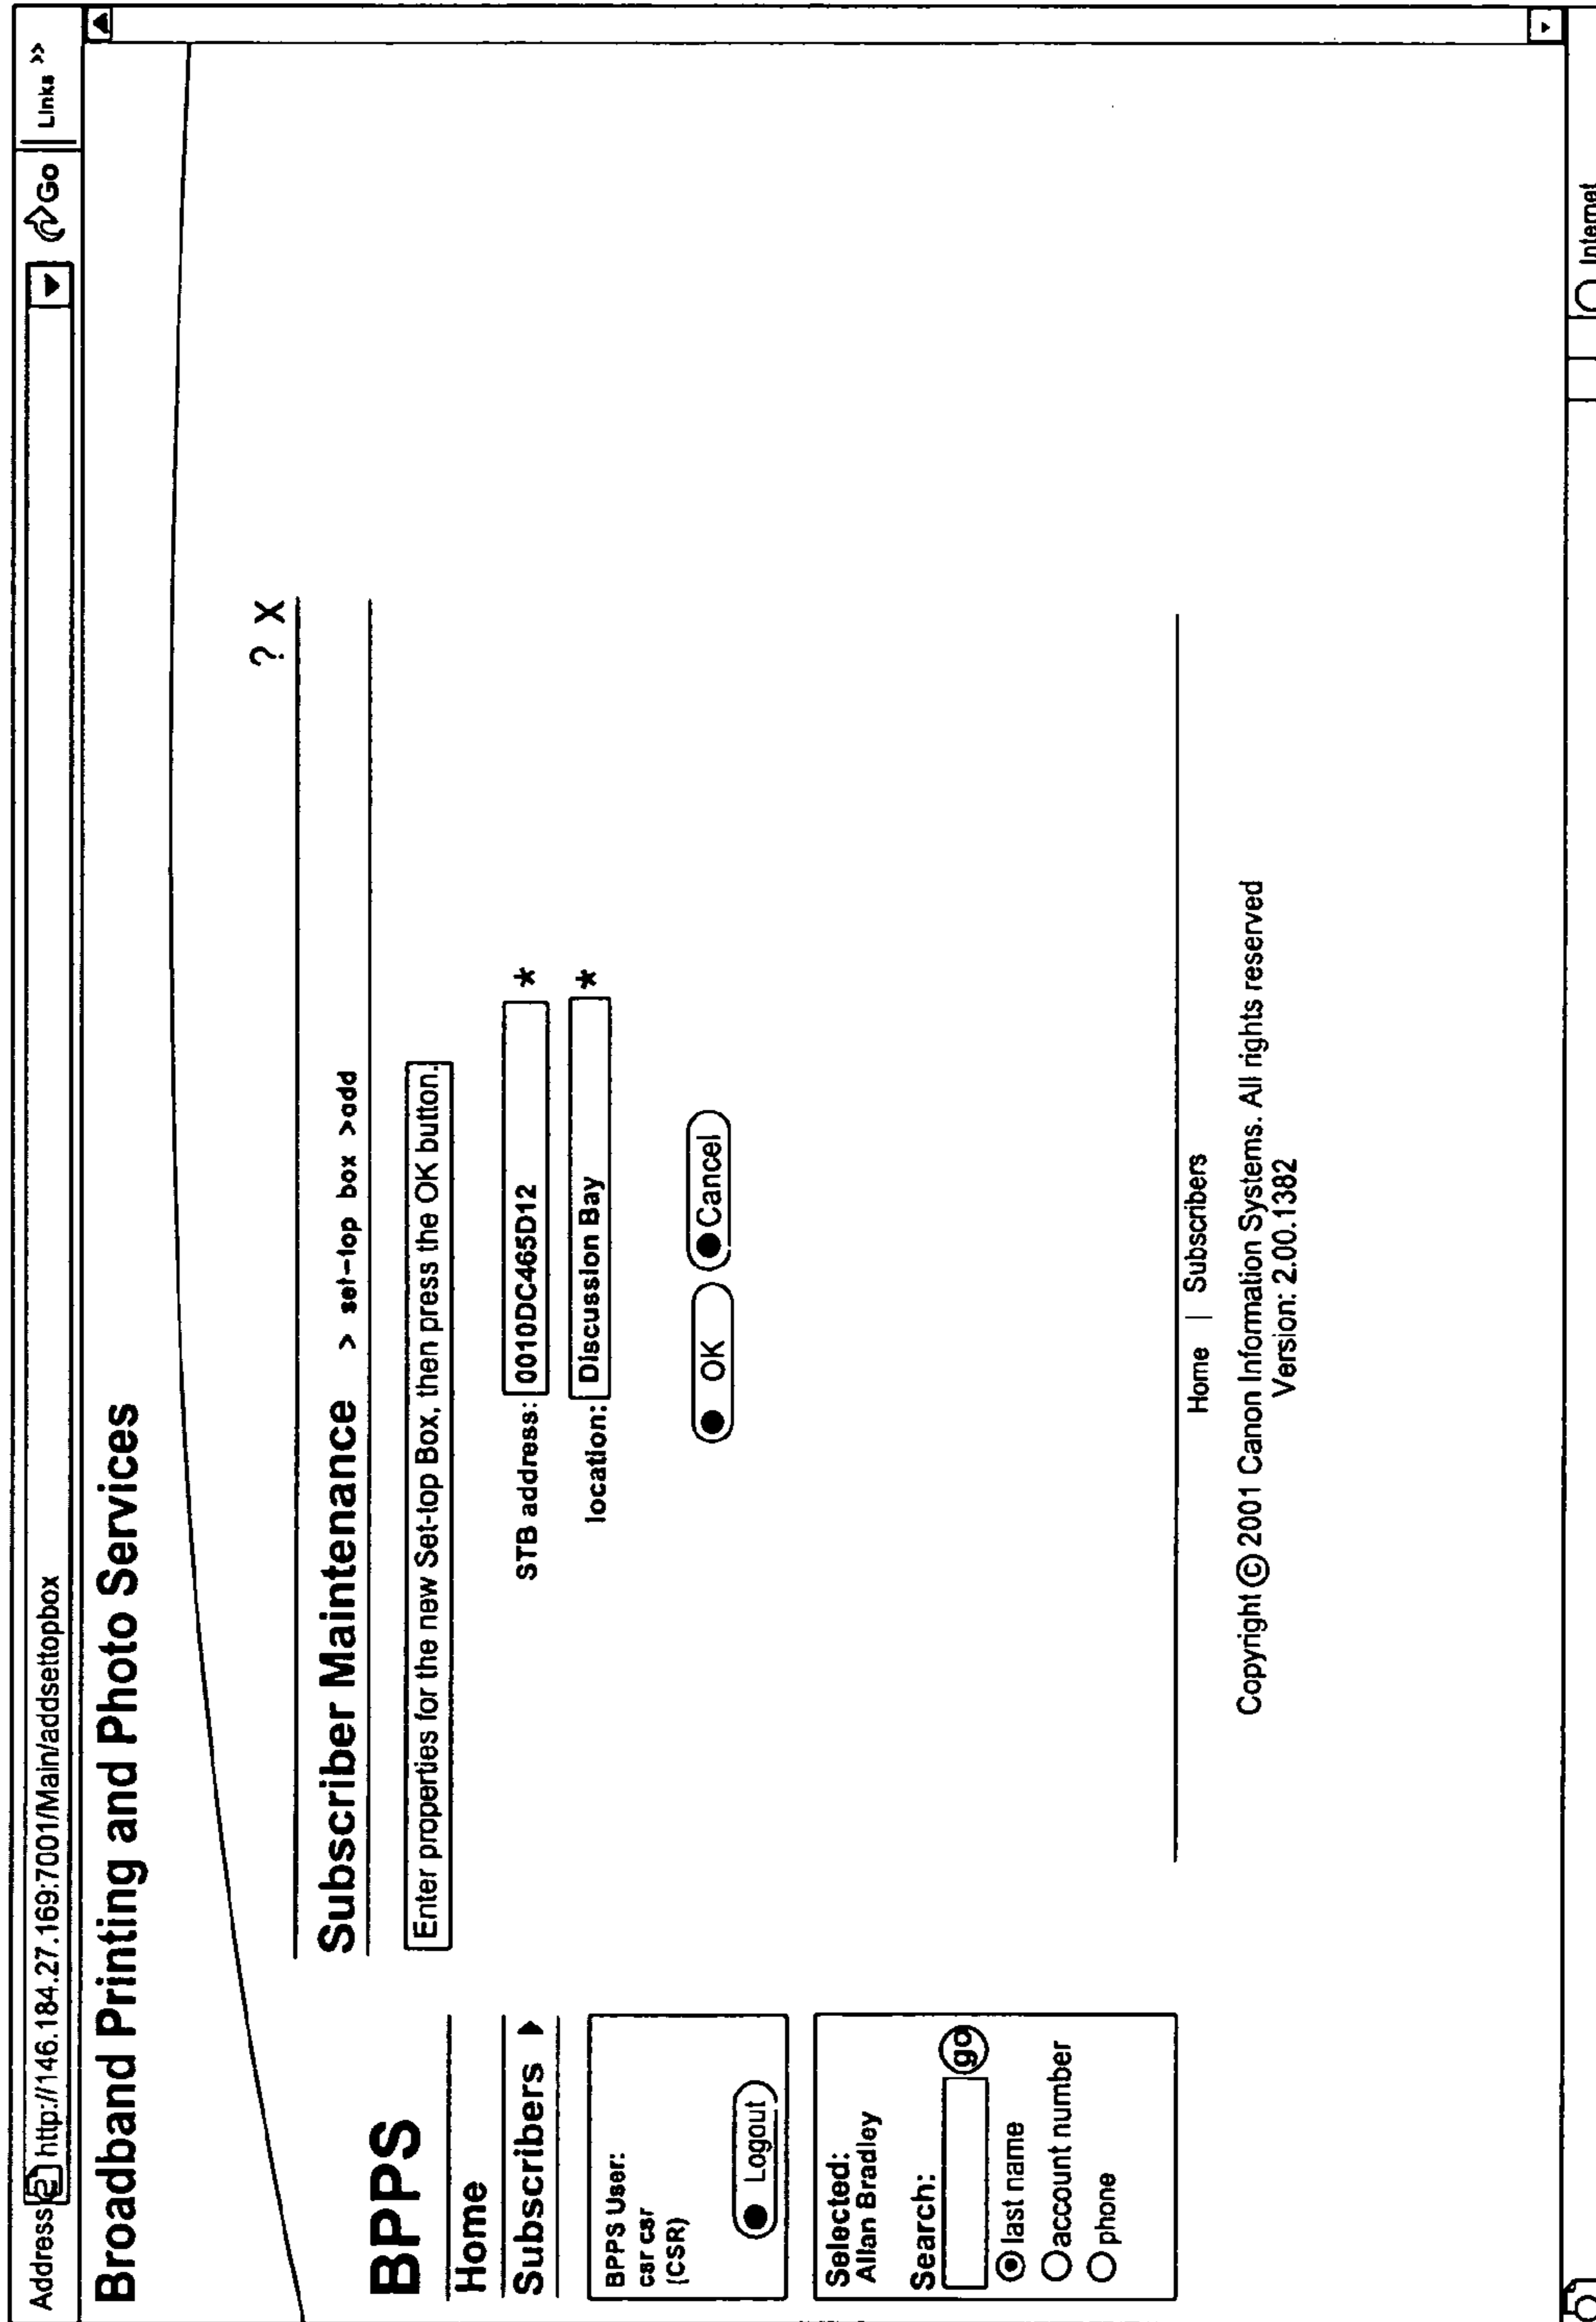 Address http://146.184.27.169:7001/Main/addsettopbox Go Links »
Broadband Printing and Photo Services
? X
Subscriber Maintenance > set-top box >add
Enter properties for the new Set-top Box, then press the OK button.
STB address: 0010DC465D12 *
location: Discussion Bay *
OK Cancel
BPPS
Home
Subscribers
BPPS User:
csr csr
(CSR)
Logout
Selected:
Allan Bradley
Search:
go
last name
account number
phone
Home | Subscribers
Copyright © 2001 Canon Information Systems. All rights reserved
Version: 2.00.1382
Internet